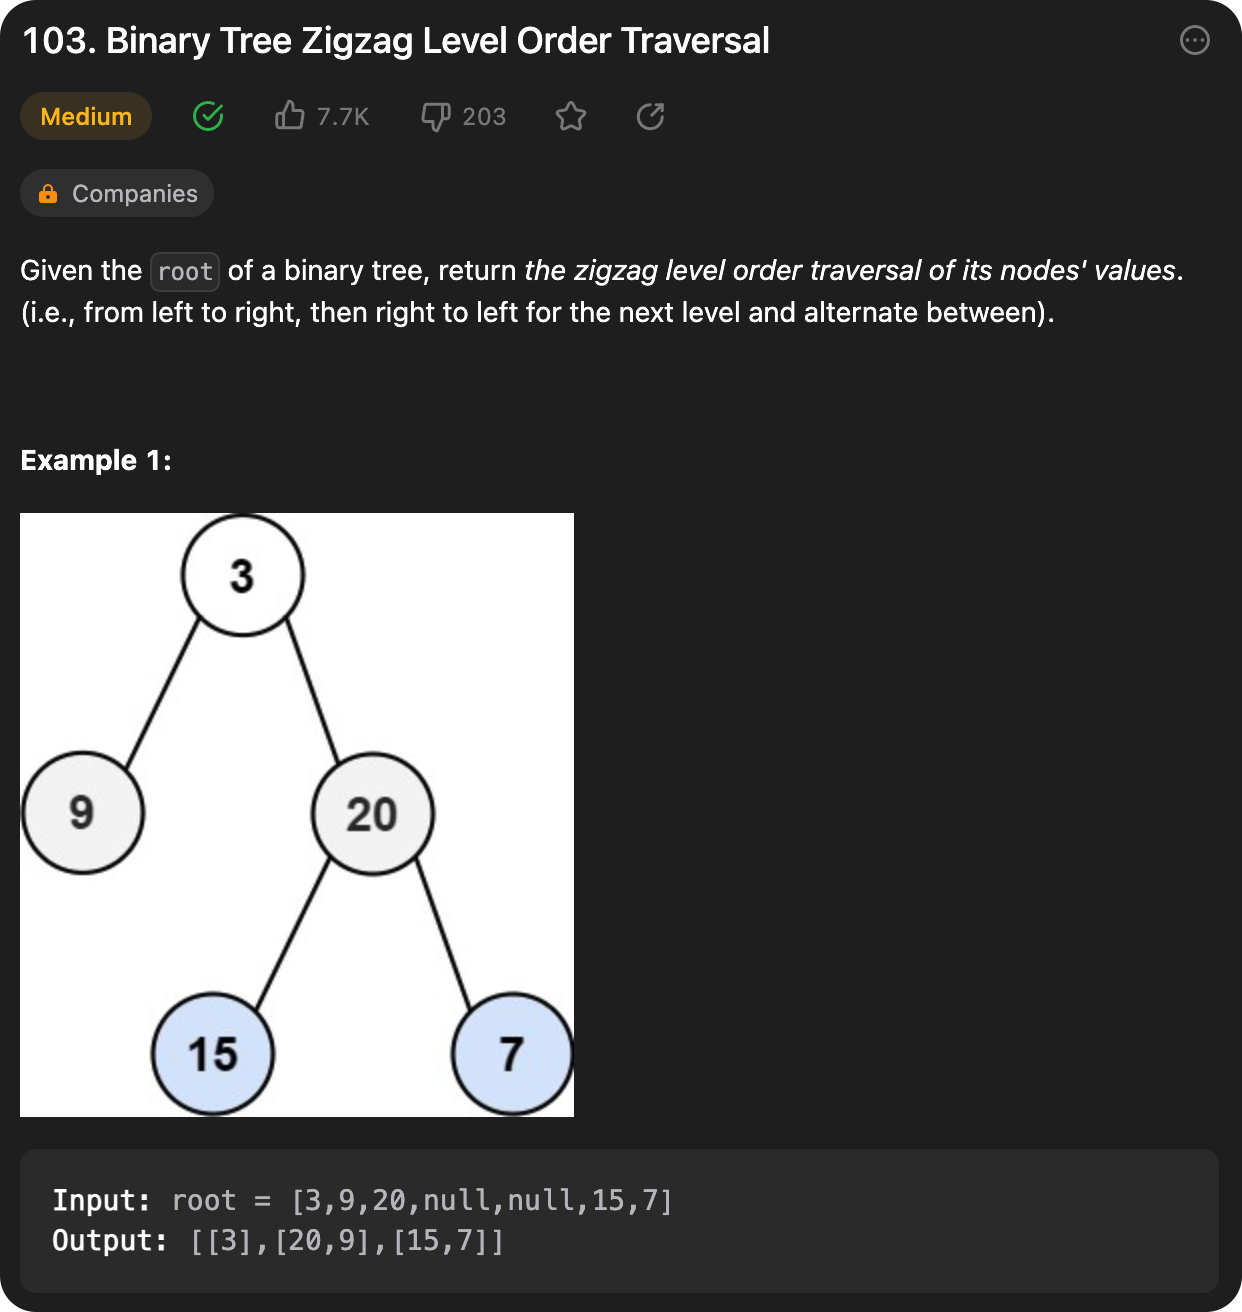 103. Binary Tree Zigzag Level Order Traversal
Medium 7.7K 203
Companies
Given the root of a binary tree, return the zigzag level order traversal of its nodes' values.
(i.e., from left to right, then right to left for the next level and alternate between).
Example 1:
3
9 20
15 7
Input: root = [3,9,20,null,null,15,7]
Output: [[3],[20,9],[15,7]]